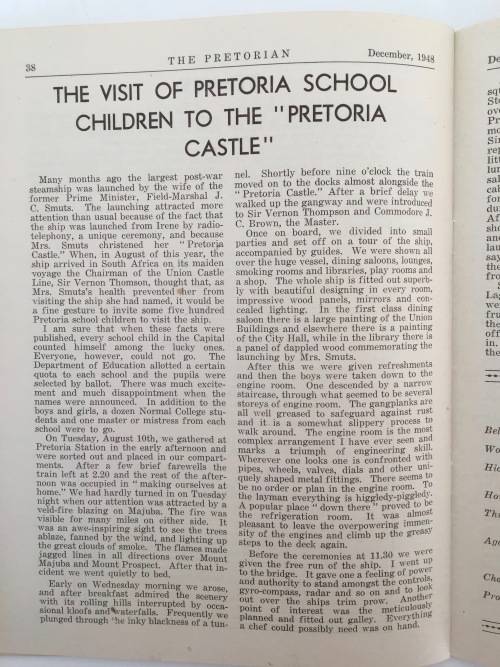 38
THE PRETORIAN
December, 1948
THE VISIT OF PRETORIA SCHOOL
CHILDREN TO THE "PRETORIA
CASTLE"
Many months ago the largest post-war
steamship was launched by the wife of the
former Prime Minister, Field-Marshal J.
C. Smuts. The launching attracted more
attention than usual because of the fact that
the ship was launched from Irene by radio-
telephony, a unique ceremony, and because
Mrs. Smuts christened her "Pretoria
Castle." When, in August of this year, the
ship arrived in South Africa on its maiden
voyage the Chairman of the Union Castle
Line, Sir Vernon Thomson, thought that, as
Mrs. Smuts's health prevented her from
visiting the ship she had named, it would be
a fine gesture to invite some five hundred
Pretoria school children to visit the ship.
I am sure that when these facts were
published, every school child in the Capital
counted himself among the lucky ones.
Everyone, however, could not go. The
Department of Education allotted a certain
quota to each school and the pupils were
selected by ballot. There was much excite-
ment and much disappointment when the
names were announced. In addition to the
boys and girls, a dozen Normal College stu-
dents and one master or mistress from each
school were to go.
On Tuesday, August 10th, we gathered at
Pretoria Station in the early afternoon and
were sorted out and placed in our compart-
ments. After a few brief farewells the
train left at 2.20 and the rest of the after-
noon was occupied in "making ourselves at
home." We had hardly turned in on Tuesday
night when our attention was attracted by a
veld-fire blazing on Majuba. The fire was
visible for many miles on either side. It
was an awe-inspiring sight to see the trees
ablaze, fanned by the wind, and lighting up
the great clouds of smoke. The flames made
jagged lines in all directions over Mount
Majuba and Mount Prospect. After that in-
cident we went quietly to bed.
Early on Wednesday morning we arose,
and after breakfast admired the scenery
with its rolling hills interrupted by occa-
sional kloofs and waterfalls. Frequently we
plunged through the inky blackness of a tun-
nel. Shortly before nine o'clock the train
moved on to the docks almost alongside the
"Pretoria Castle." After a brief delay we
walked up the gangway and were introduced
to Sir Vernon Thompson and Commodore J.
C. Brown, the Master.
Once on board, we divided into small
parties and set off on a tour of the ship,
accompanied by guides. We were shown all
over the huge vessel, dining saloons, lounges,
smoking rooms and libraries, play rooms and
a shop. The whole ship is fitted out superb-
ly with beautiful designing in every room,
impressive wood panels, mirrors and con-
cealed lighting. In the first class dining
saloon there is a large painting of the Union
Buildings and elsewhere there is a painting
of the City Hall, while in the library there is
a panel of dappled wood commemorating the
launching by Mrs. Smuts.
After this we were given refreshments
and then the boys were taken down to the
engine room. One descended by a narrow
staircase, through what seemed to be several
storeys of engine room. The gangplanks are
all well greased to safeguard against rust
and it is a somewhat slippery process to
walk around. The engine room is the most
complex arrangement I have ever seen and
marks a triumph of engineering skill.
Wherever one looks one is confronted with
pipes, wheels, valves, dials and other uni-
quely shaped metal fittings. There seems to
be no order or plan in the engine room. To
the layman everything is higgledy-piggledy.
A popular place "down there" proved to be
the refrigeration room. It was almost
pleasant to leave the overpowering immen-
sity of the engines and climb up the greasy
steps to the deck again.
Before the ceremonies at 11.30 we were
given the free run of the ship. I went up
to the bridge. It gave one a feeling of power
and authority to stand amongst the controls,
gyro-compass, radar and so on and to look
out over the ships trim prow. Another
point of interest was the meticulously
planned and fitted out galley. Everything
a chef could possibly need was on hand.